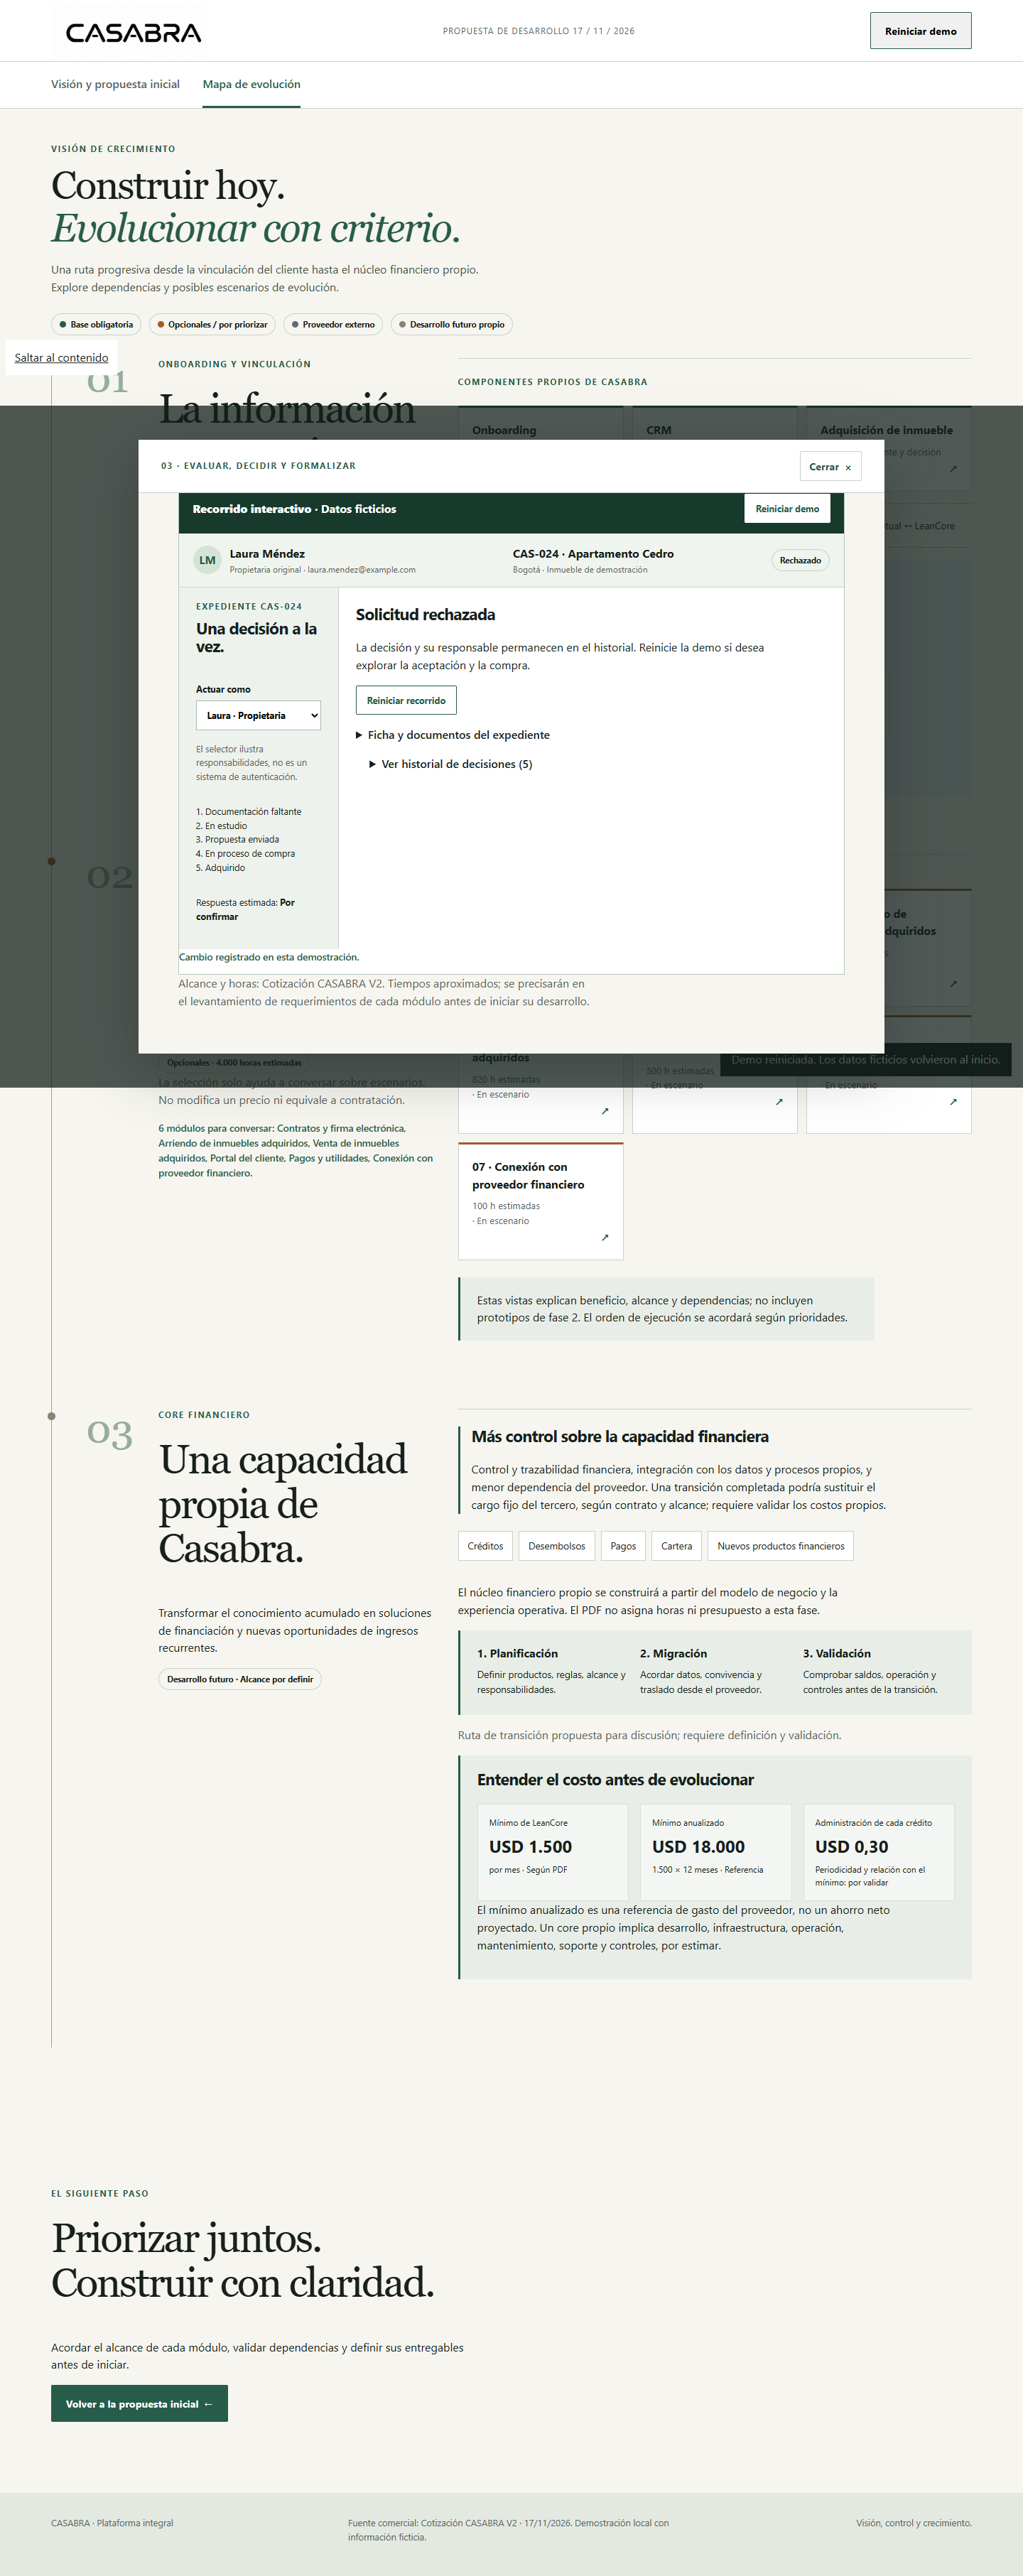 CASABRA
PROPUESTA DE DESARROLLO 17 / 11 / 2026
Reiniciar demo
Visión y propuesta inicial
Mapa de evolución
VISIÓN DE CRECIMIENTO
Construir hoy.
Evolucionar con criterio.
Una ruta progresiva desde la vinculación del cliente hasta el núcleo financiero propio.
Explore dependencias y posibles escenarios de evolución.
Base obligatoria
Opcionales / por priorizar
Proveedor externo
Desarrollo futuro propio
Saltar al contenido
01
ONBOARDING Y VINCULACIÓN
La información
COMPONENTES PROPIOS DE CASABRA
Onboarding
CRM
Adquisición de inmueble
nte y decisión
↗
tual ↔ LeanCore
03 · EVALUAR, DECIDIR Y FORMALIZAR
Cerrar ×
Recorrido interactivo · Datos ficticios
Reiniciar demo
LM
Laura Méndez
Propietaria original · laura.mendez@example.com
CAS-024 · Apartamento Cedro
Bogotá · Inmueble de demostración
Rechazado
EXPEDIENTE CAS-024
Una decisión a la
vez.
Actuar como
Laura · Propietaria
El selector ilustra
responsabilidades, no es un
sistema de autenticación.
1. Documentación faltante
2. En estudio
3. Propuesta enviada
4. En proceso de compra
5. Adquirido
Respuesta estimada: Por
confirmar
Solicitud rechazada
La decisión y su responsable permanecen en el historial. Reinicie la demo si desea
explorar la aceptación y la compra.
Reiniciar recorrido
▶ Ficha y documentos del expediente
▶ Ver historial de decisiones (5)
Cambio registrado en esta demostración.
Alcance y horas: Cotización CASABRA V2. Tiempos aproximados; se precisarán en
el levantamiento de requerimientos de cada módulo antes de iniciar su desarrollo.
02
o de
dquiridos
s
↗
Demo reiniciada. Los datos ficticios volvieron al inicio.
Opcionales · 4.000 horas estimadas
La selección solo ayuda a conversar sobre escenarios.
No modifica un precio ni equivale a contratación.
6 módulos para conversar: Contratos y firma electrónica,
Arriendo de inmuebles adquiridos, Venta de inmuebles
adquiridos, Portal del cliente, Pagos y utilidades, Conexión con
proveedor financiero.
adquiridos
820 h estimadas
· En escenario
↗
500 h estimadas
· En escenario
↗
· En escenario
↗
07 · Conexión con
proveedor financiero
100 h estimadas
· En escenario
↗
Estas vistas explican beneficio, alcance y dependencias; no incluyen
prototipos de fase 2. El orden de ejecución se acordará según prioridades.
03
CORE FINANCIERO
Una capacidad
propia de
Casabra.
Transformar el conocimiento acumulado en soluciones
de financiación y nuevas oportunidades de ingresos
recurrentes.
Desarrollo futuro · Alcance por definir
Más control sobre la capacidad financiera
Control y trazabilidad financiera, integración con los datos y procesos propios, y
menor dependencia del proveedor. Una transición completada podría sustituir el
cargo fijo del tercero, según contrato y alcance; requiere validar los costos propios.
Créditos
Desembolsos
Pagos
Cartera
Nuevos productos financieros
El núcleo financiero propio se construirá a partir del modelo de negocio y la
experiencia operativa. El PDF no asigna horas ni presupuesto a esta fase.
1. Planificación
Definir productos, reglas, alcance y
responsabilidades.
2. Migración
Acordar datos, convivencia y
traslado desde el proveedor.
3. Validación
Comprobar saldos, operación y
controles antes de la transición.
Ruta de transición propuesta para discusión; requiere definición y validación.
Entender el costo antes de evolucionar
Mínimo de LeanCore
USD 1.500
por mes · Según PDF
Mínimo anualizado
USD 18.000
1.500 × 12 meses · Referencia
Administración de cada crédito
USD 0,30
Periodicidad y relación con el
mínimo: por validar
El mínimo anualizado es una referencia de gasto del proveedor, no un ahorro neto
proyectado. Un core propio implica desarrollo, infraestructura, operación,
mantenimiento, soporte y controles, por estimar.
EL SIGUIENTE PASO
Priorizar juntos.
Construir con claridad.
Acordar el alcance de cada módulo, validar dependencias y definir sus entregables
antes de iniciar.
Volver a la propuesta inicial ←
CASABRA · Plataforma integral
Fuente comercial: Cotización CASABRA V2 · 17/11/2026. Demostración local con
información ficticia.
Visión, control y crecimiento.